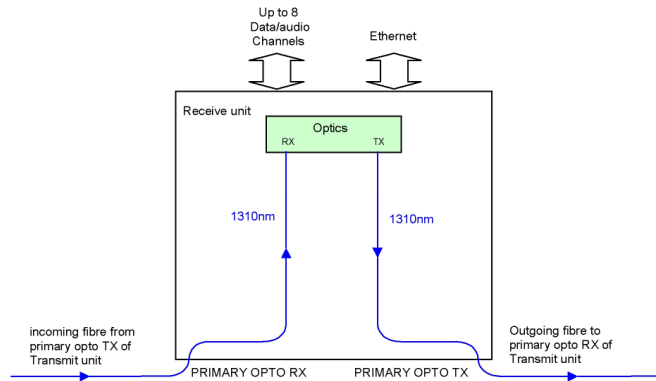 Up to 8
Data/audio
Channels
Ethernet
Receive unit
Optics
RX
TX
1310nm
1310nm
incoming fibre from
primary opto TX of
Transmit unit
Outgoing fibre to
primary opto RX of
Transmit unit
PRIMARY OPTO RX
PRIMARY OPTO TX